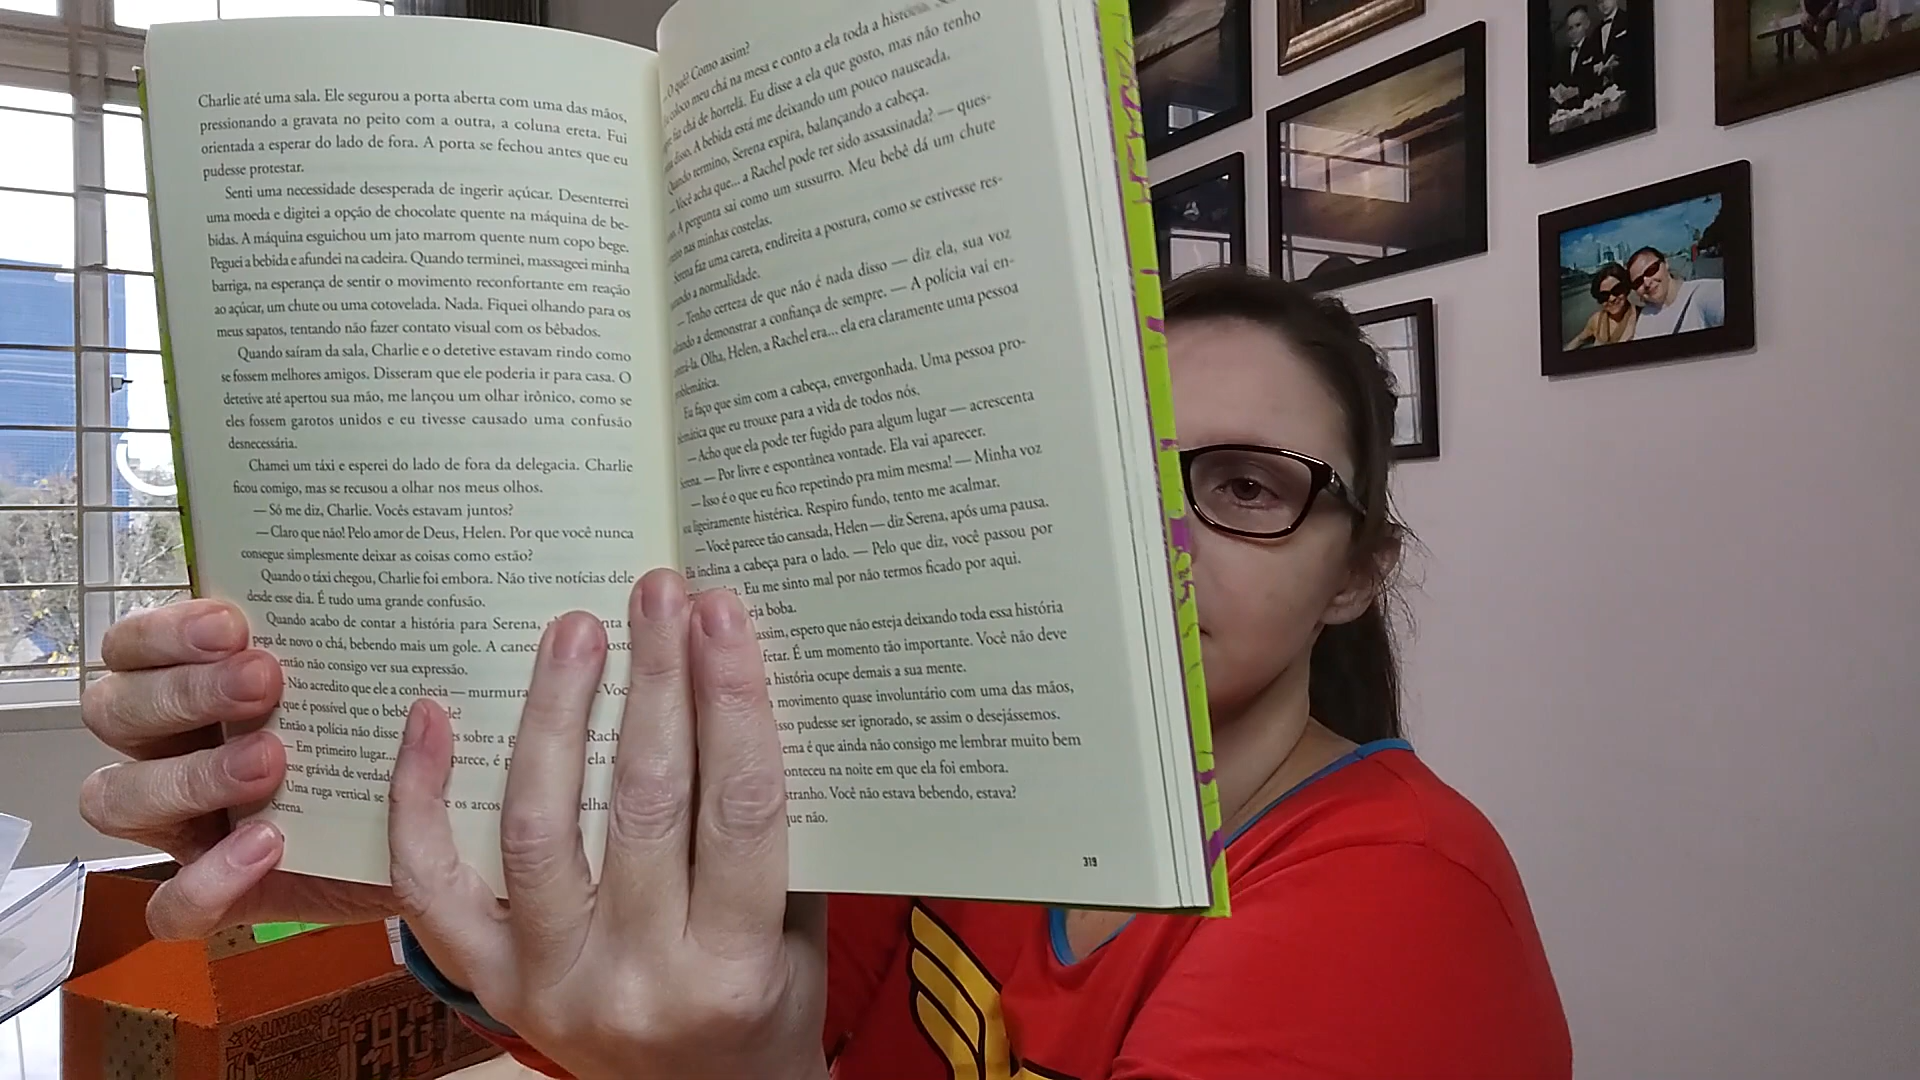 Charlie até uma sala. Ele segurou a porta aberta com uma das mãos,
pressionando a gravata no peito com a outra, a coluna ereta. Fui
orientada a esperar do lado de fora. A porta se fechou antes que eu
pudesse protestar.
Senti uma necessidade desesperada de ingerir açúcar. Desenterrei
uma moeda e digitei a opção de chocolate quente na máquina de be-
bidas. A máquina esguichou um jato marrom quente num copo bege.
Peguei a bebida e afundei na cadeira. Quando terminei, massageei minha
barriga, na esperança de sentir o movimento reconfortante em reação
ao açúcar, um chute ou uma cotovelada. Nada. Fiquei olhando para os
meus sapatos, tentando não fazer contato visual com os bêbados.
Quando saíram da sala, Charlie e o detetive estavam rindo como
se fossem melhores amigos. Disseram que ele poderia ir para casa. O
detetive até apertou sua mão, me lançou um olhar irônico, como se
eles fossem garotos unidos e eu tivesse causado uma confusão
desnecessária.
Chamei um táxi e esperei do lado de fora da delegacia. Charlie
ficou comigo, mas se recusou a olhar nos meus olhos.
— Só me diz, Charlie. Vocês estavam juntos?
— Claro que não! Pelo amor de Deus, Helen. Por que você nunca
consegue simplesmente deixar as coisas como estão?
Quando o táxi chegou, Charlie foi embora. Não tive notícias dele
desde esse dia. É tudo uma grande confusão.
Quando acabo de contar a história para Serena,
pega de novo o chá, bebendo mais um gole. A
então não consigo ver sua expressão.
— Não acredito que ele a conhecia — murmura
que é possível que o bebê
Então a polícia não disse sobre a
— Em primeiro lugar... parece, é ela
esse grávida de verdade
Uma ruga vertical se os arcos
Serena.
O quê? Como assim?
coloco meu chá na mesa e conto a ela toda a história.
chá de hortelã. Eu disse a ela que gosto, mas não tenho
disso. A bebida está me deixando um pouco nauseada.
Quando termino, Serena expira, balançando a cabeça.
— Você acha que... a Rachel pode ter sido assassinada? — ques-
A pergunta sai como um sussurro. Meu bebê dá um chute
nas minhas costelas.
Serena faz uma careta, endireita a postura, como se estivesse res-
a normalidade.
— Tenho certeza de que não é nada disso — diz ela, sua voz
a demonstrar a confiança de sempre. — A polícia vai en-
Olha, Helen, a Rachel era... ela era claramente uma pessoa
problemática.
Eu faço que sim com a cabeça, envergonhada. Uma pessoa pro-
que eu trouxe para a vida de todos nós.
— Acho que ela pode ter fugido para algum lugar — acrescenta
Serena. — Por livre e espontânea vontade. Ela vai aparecer.
— Isso é o que eu fico repetindo pra mim mesma! — Minha voz
ligeiramente histérica. Respiro fundo, tento me acalmar.
— Você parece tão cansada, Helen — diz Serena, após uma pausa.
Ela inclina a cabeça para o lado. — Pelo que diz, você passou por
Eu me sinto mal por não termos ficado por aqui.
boba.
assim, espero que não esteja deixando toda essa história
É um momento tão importante. Você não deve
a história ocupe demais a sua mente.
movimento quase involuntário com uma das mãos,
pudesse ser ignorado, se assim o desejássemos.
é que ainda não consigo me lembrar muito bem
na noite em que ela foi embora.
Você não estava bebendo, estava?
que não.
319
LIVROS